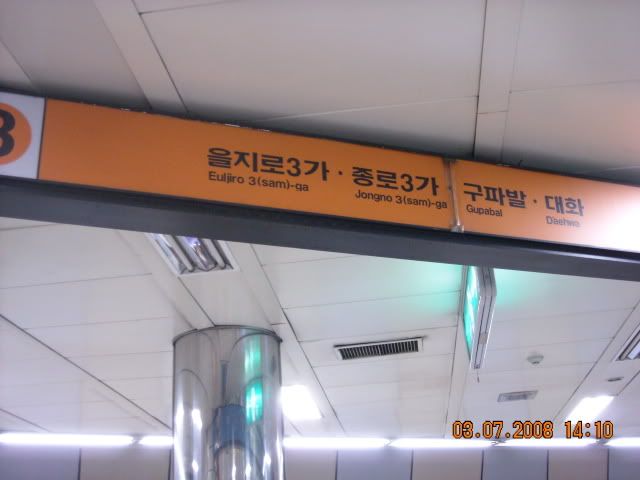 3
을지로3가 · 종로3가
Euljiro 3(sam)-ga
Jongno 3(sam)-ga
구파발 · 대화
Gupabal
Daehwa
03.07.2008 14:10